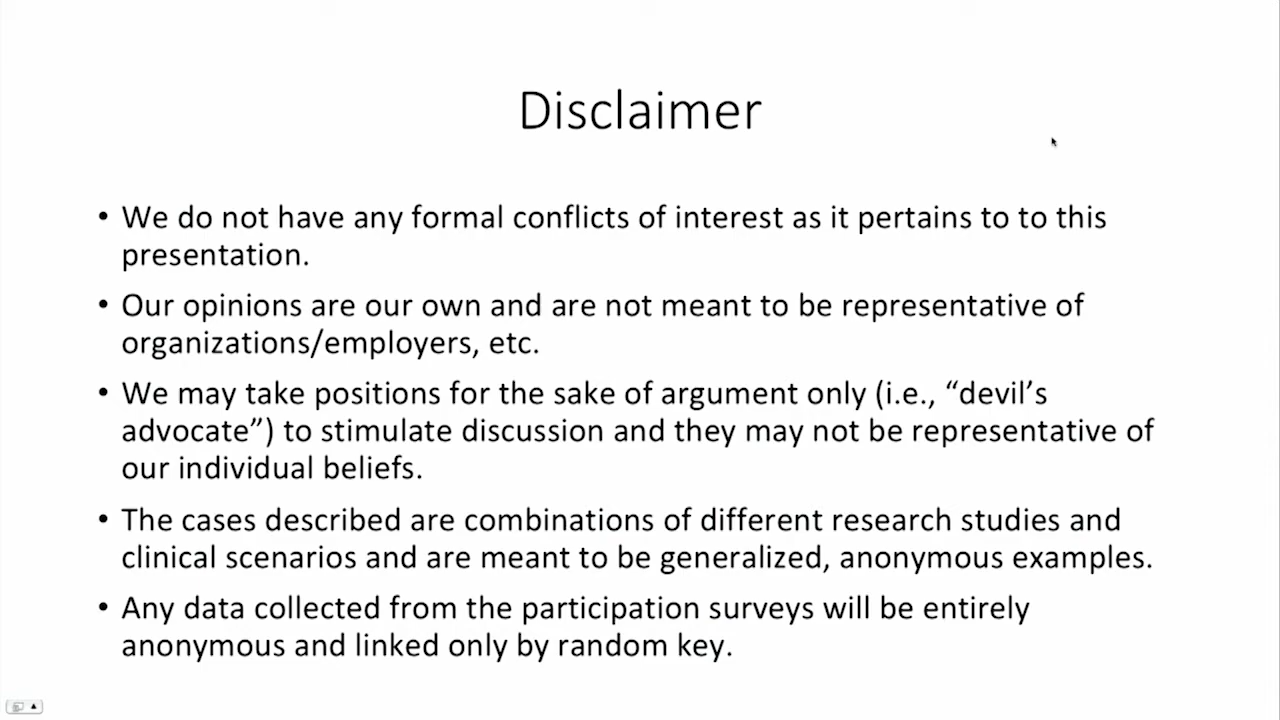 Disclaimer
• We do not have any formal conflicts of interest as it pertains to to this
presentation.
• Our opinions are our own and are not meant to be representative of
organizations/employers, etc.
• We may take positions for the sake of argument only (i.e., “devil’s
advocate”) to stimulate discussion and they may not be representative of
our individual beliefs.
• The cases described are combinations of different research studies and
clinical scenarios and are meant to be generalized, anonymous examples.
• Any data collected from the participation surveys will be entirely
anonymous and linked only by random key.